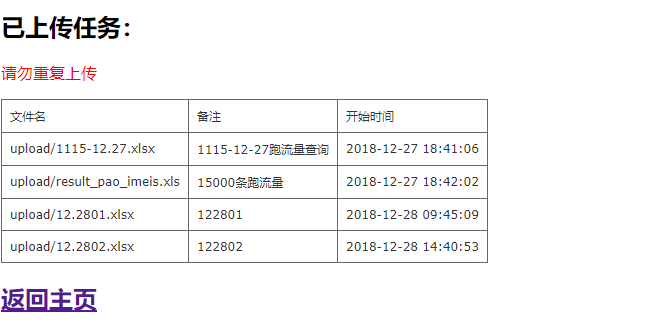 已上传任务：
请勿重复上传
文件名 备注 开始时间
upload/1115-12.27.xlsx 1115-12-27跑流量查询 2018-12-27 18:41:06
upload/result_pao_imeis.xls 15000条跑流量 2018-12-27 18:42:02
upload/12.2801.xlsx 122801 2018-12-28 09:45:09
upload/12.2802.xlsx 122802 2018-12-28 14:40:53
返回主页